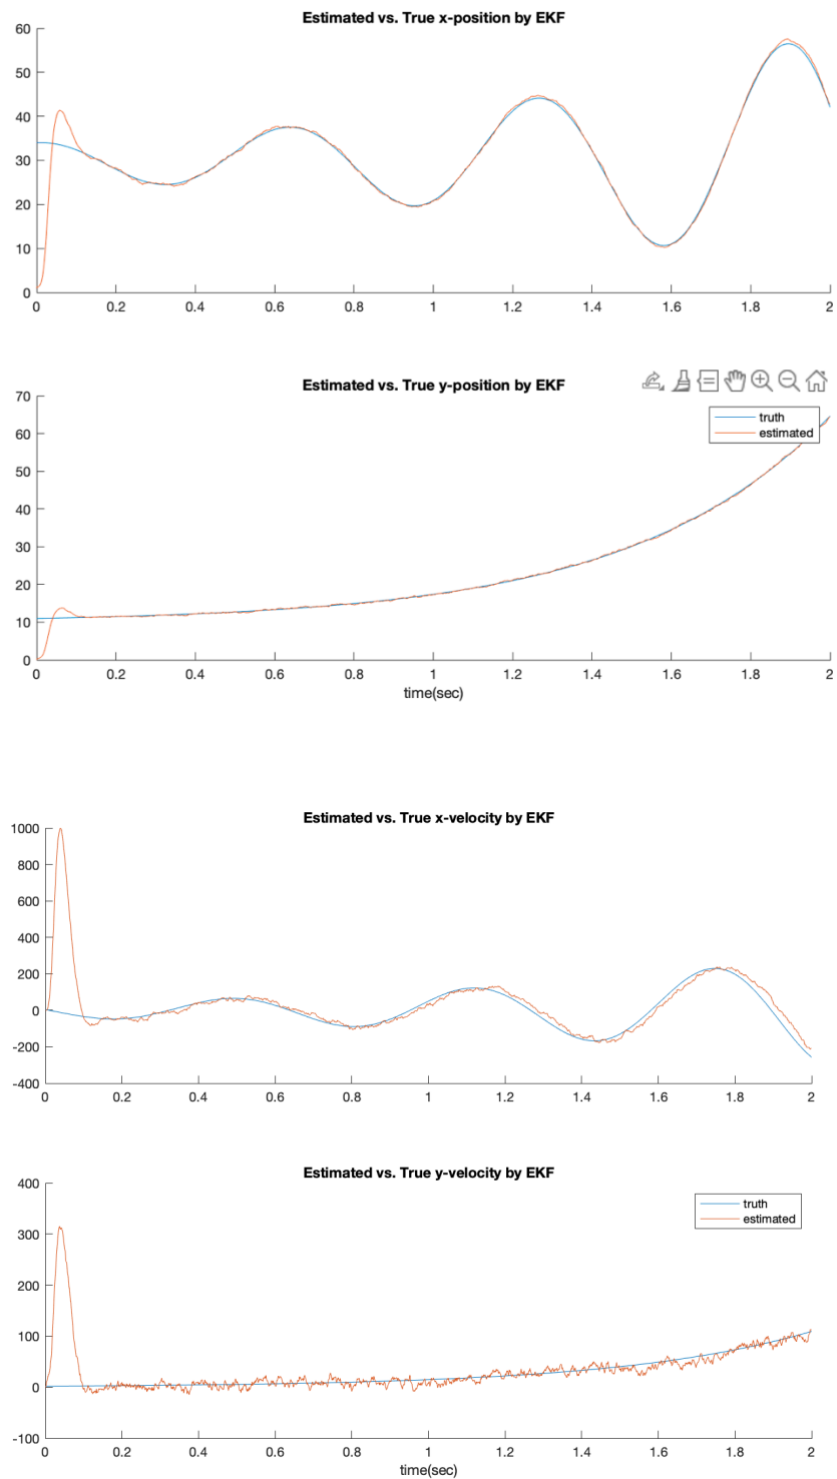 Estimated vs. True x-position by EKF
60
50
40
30
20
10
0
0 0.2 0.4 0.6 0.8 1 1.2 1.4 1.6 1.8 2
Estimated vs. True y-position by EKF
70
60
50
40
30
20
10
0
truth
estimated
0 0.2 0.4 0.6 0.8 1 1.2 1.4 1.6 1.8 2
time(sec)
Estimated vs. True x-velocity by EKF
1000
800
600
400
200
0
-200
-400
0 0.2 0.4 0.6 0.8 1 1.2 1.4 1.6 1.8 2
Estimated vs. True y-velocity by EKF
400
300
200
100
0
-100
truth
estimated
0 0.2 0.4 0.6 0.8 1 1.2 1.4 1.6 1.8 2
time(sec)